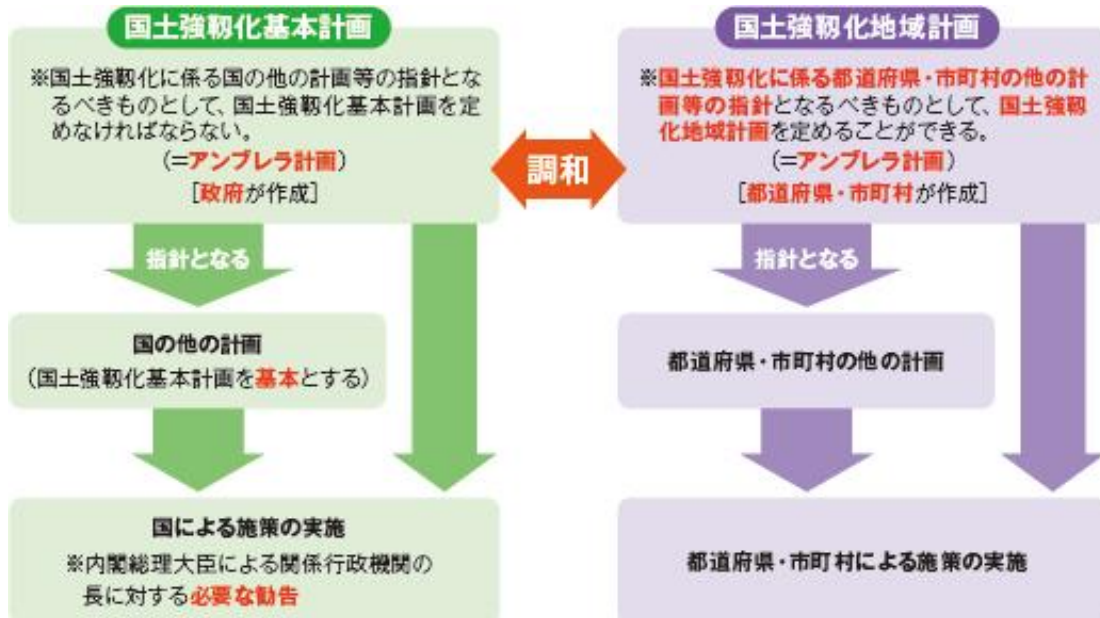 国土強靱化基本計画
※国土強靱化に係る国の他の計画等の指針とな
るべきものとして、国土強靱化基本計画を定
めなければならない。
(=アンブレラ計画)
[政府が作成]
調和
国土強靱化地域計画
※国土強靱化に係る都道府県・市町村の他の計
画等の指針となるべきものとして、国土強靱
化地域計画を定めることができる。
(=アンブレラ計画)
[都道府県・市町村が作成]
指針となる
国の他の計画
(国土強靱化基本計画を基本とする)
国による施策の実施
※内閣総理大臣による関係行政機関の
長に対する必要な勧告
指針となる
都道府県・市町村の他の計画
都道府県・市町村による施策の実施